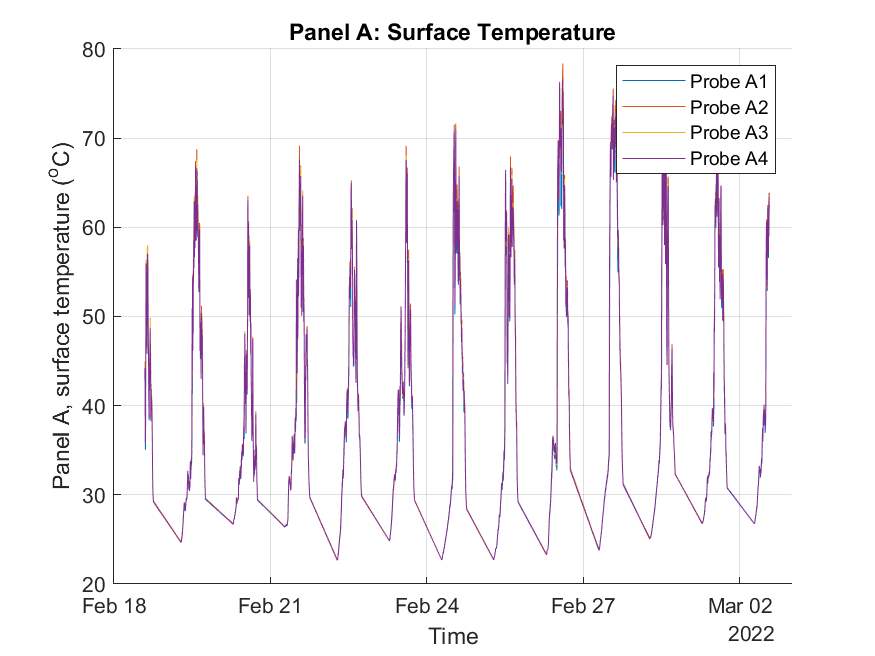 Panel A: Surface Temperature
Panel A, surface temperature (°C)
80
70
60
50
40
30
20
Probe A1
Probe A2
Probe A3
Probe A4
Feb 18
Feb 21
Feb 24
Feb 27
Mar 02
2022
Time